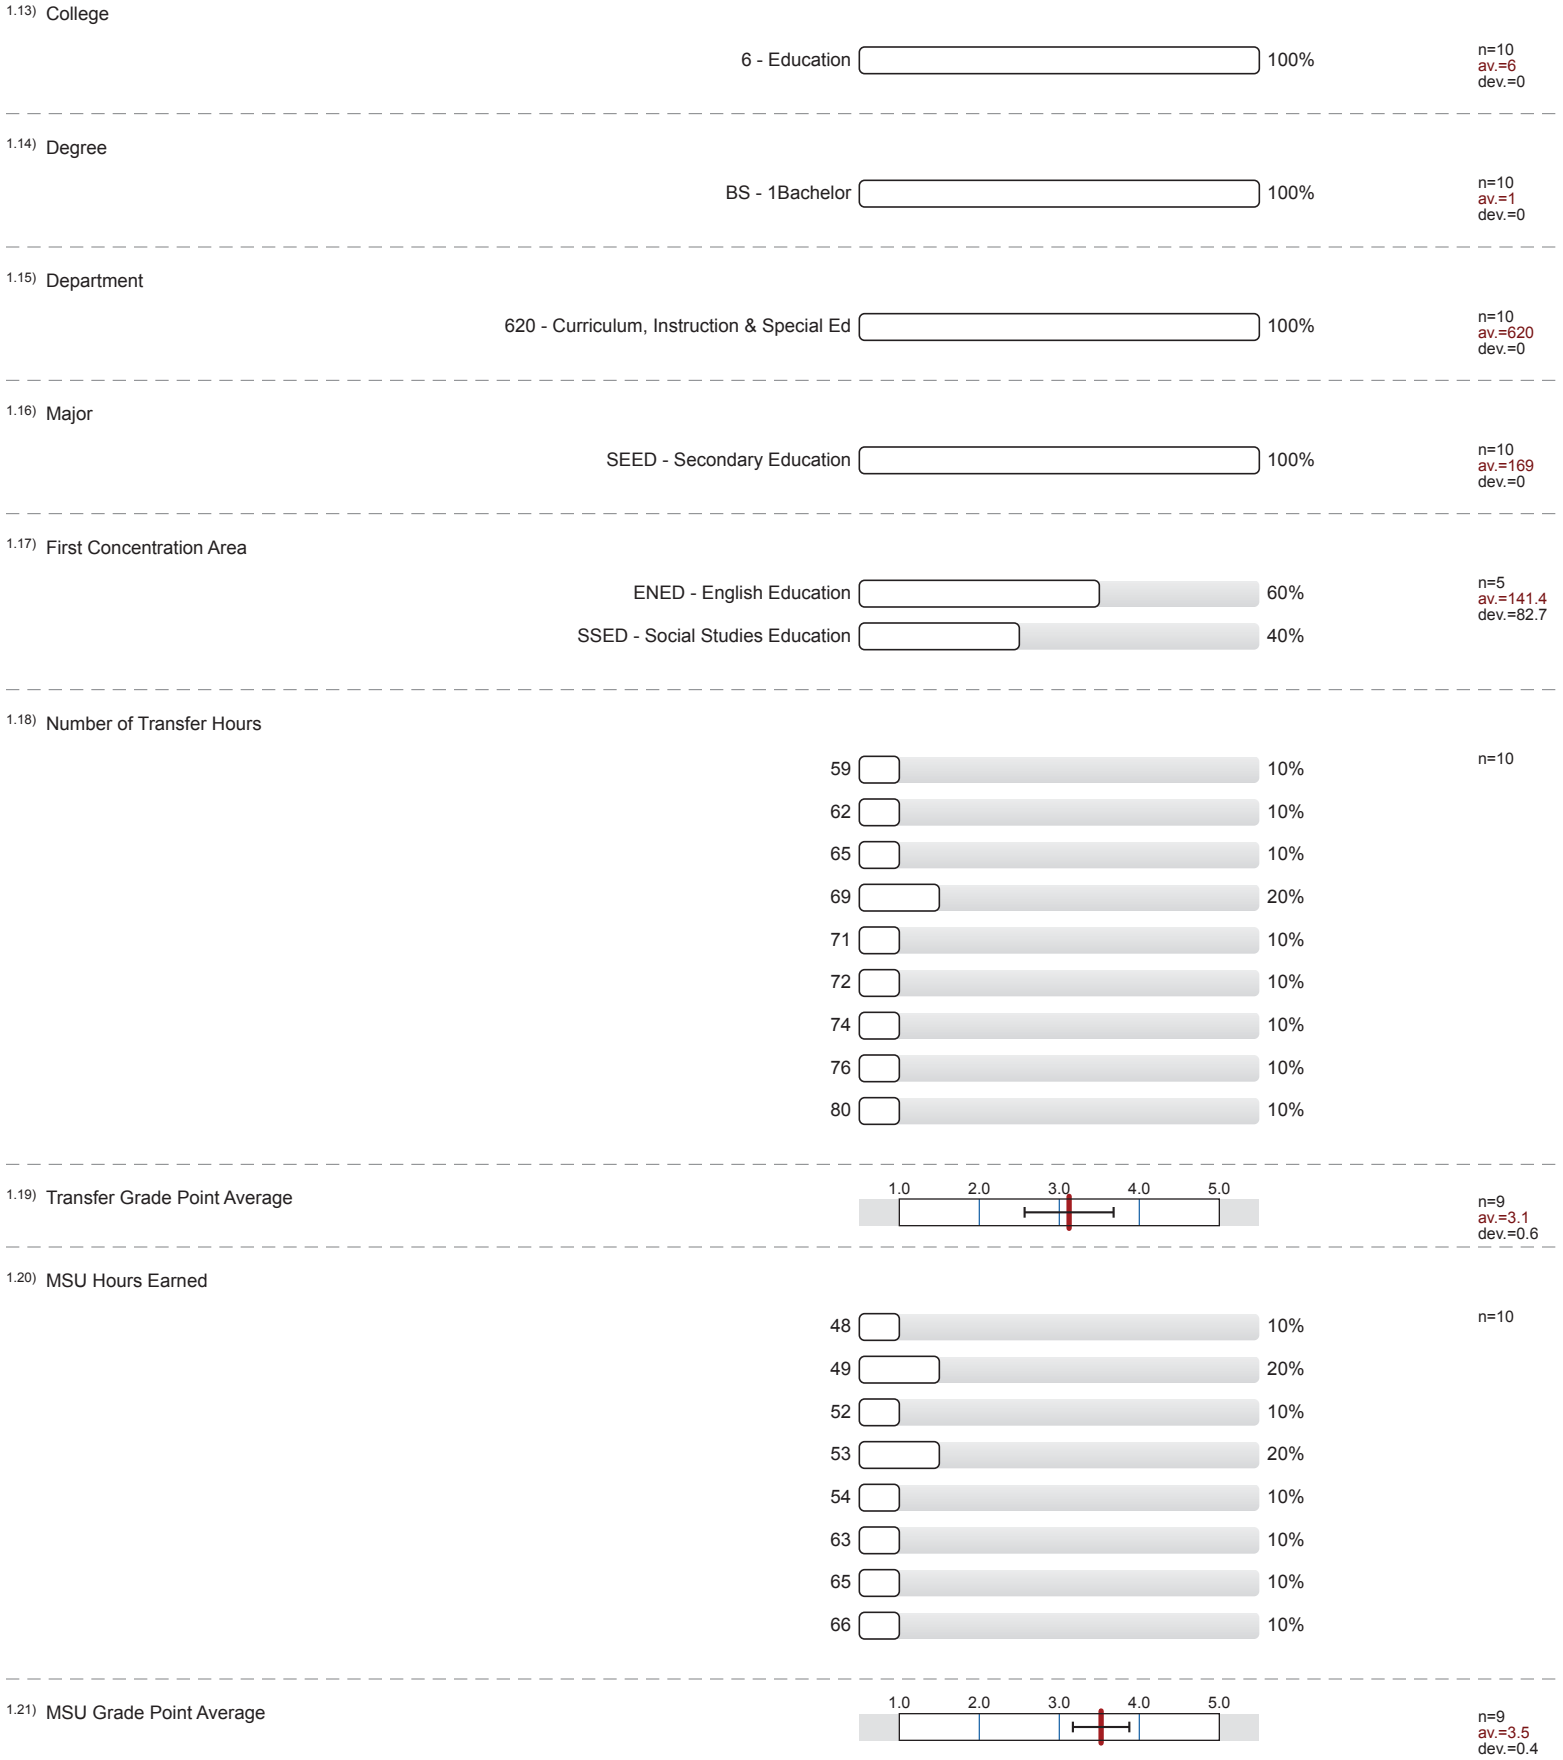 1.13) College
6 - Education 100%
n=10
av.=6
dev.=0
1.14) Degree
BS - 1Bachelor 100%
n=10
av.=1
dev.=0
1.15) Department
620 - Curriculum, Instruction & Special Ed 100%
n=10
av.=620
dev.=0
1.16) Major
SEED - Secondary Education 100%
n=10
av.=169
dev.=0
1.17) First Concentration Area
ENED - English Education 60%
SSED - Social Studies Education 40%
n=5
av.=141.4
dev.=82.7
1.18) Number of Transfer Hours
n=10
59 10%
62 10%
65 10%
69 20%
71 10%
72 10%
74 10%
76 10%
80 10%
1.19) Transfer Grade Point Average
1.0 2.0 3.0 4.0 5.0
n=9
av.=3.1
dev.=0.6
1.20) MSU Hours Earned
n=10
48 10%
49 20%
52 10%
53 20%
54 10%
63 10%
65 10%
66 10%
1.21) MSU Grade Point Average
1.0 2.0 3.0 4.0 5.0
n=9
av.=3.5
dev.=0.4